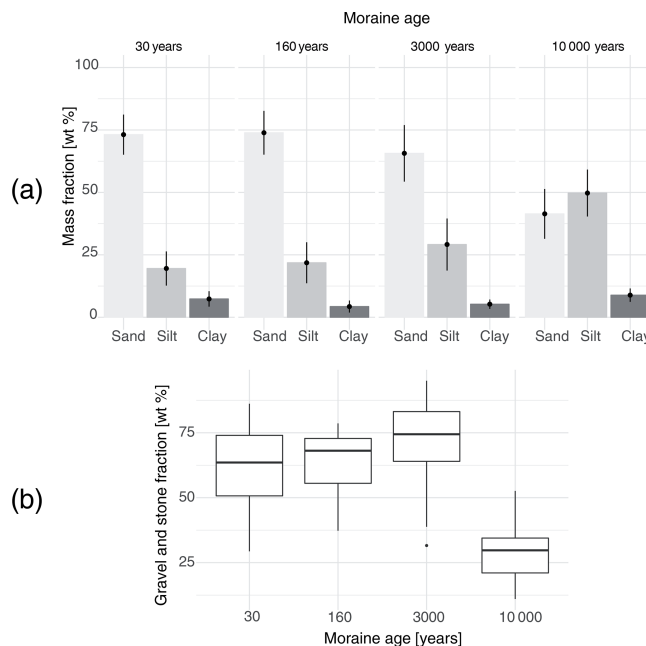 Moraine age
30 years 160 years 3000 years 10 000 years
100
75
50
25
0
Mass fraction [wt %]
(a)
Sand Silt Clay Sand Silt Clay Sand Silt Clay Sand Silt Clay
75
50
25
Gravel and stone fraction [wt %]
(b)
30 160 3000 10 000
Moraine age [years]